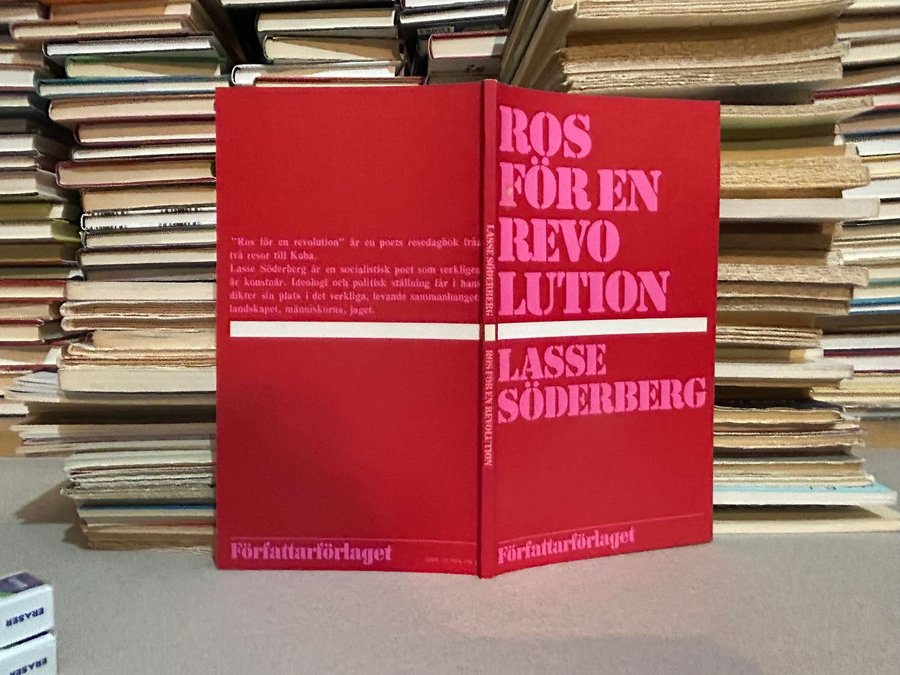 "Ros för en revolution" är en poets resedagbok från
två resor till Kuba.
Lasse Söderberg är en socialistisk poet som verkligen
är konstnär. Ideologi och politisk ställning får i hans
dikter sin plats i det verkliga, levande sammanhanget:
landskapet, människorna, jaget.
Författarförlaget
LASSE SÖDERBERG
ROS FÖR EN REVOLUTION
ROS
FÖR EN
REVO
LUTION
LASSE
SÖDERBERG
Författarförlaget
ERASER
ERASER